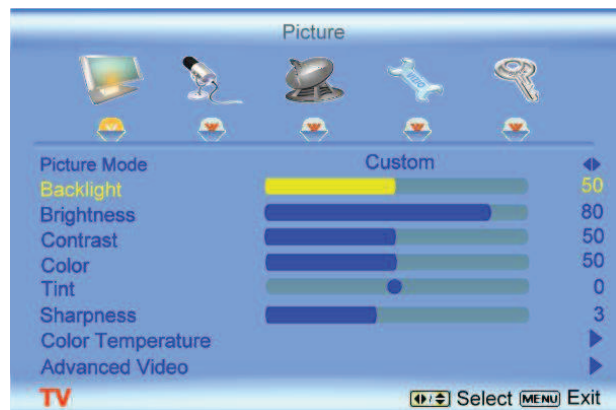 Picture
Picture Mode Custom
Backlight 50
Brightness 80
Contrast 50
Color 50
Tint 0
Sharpness 3
Color Temperature
Advanced Video
TV Select MENU Exit